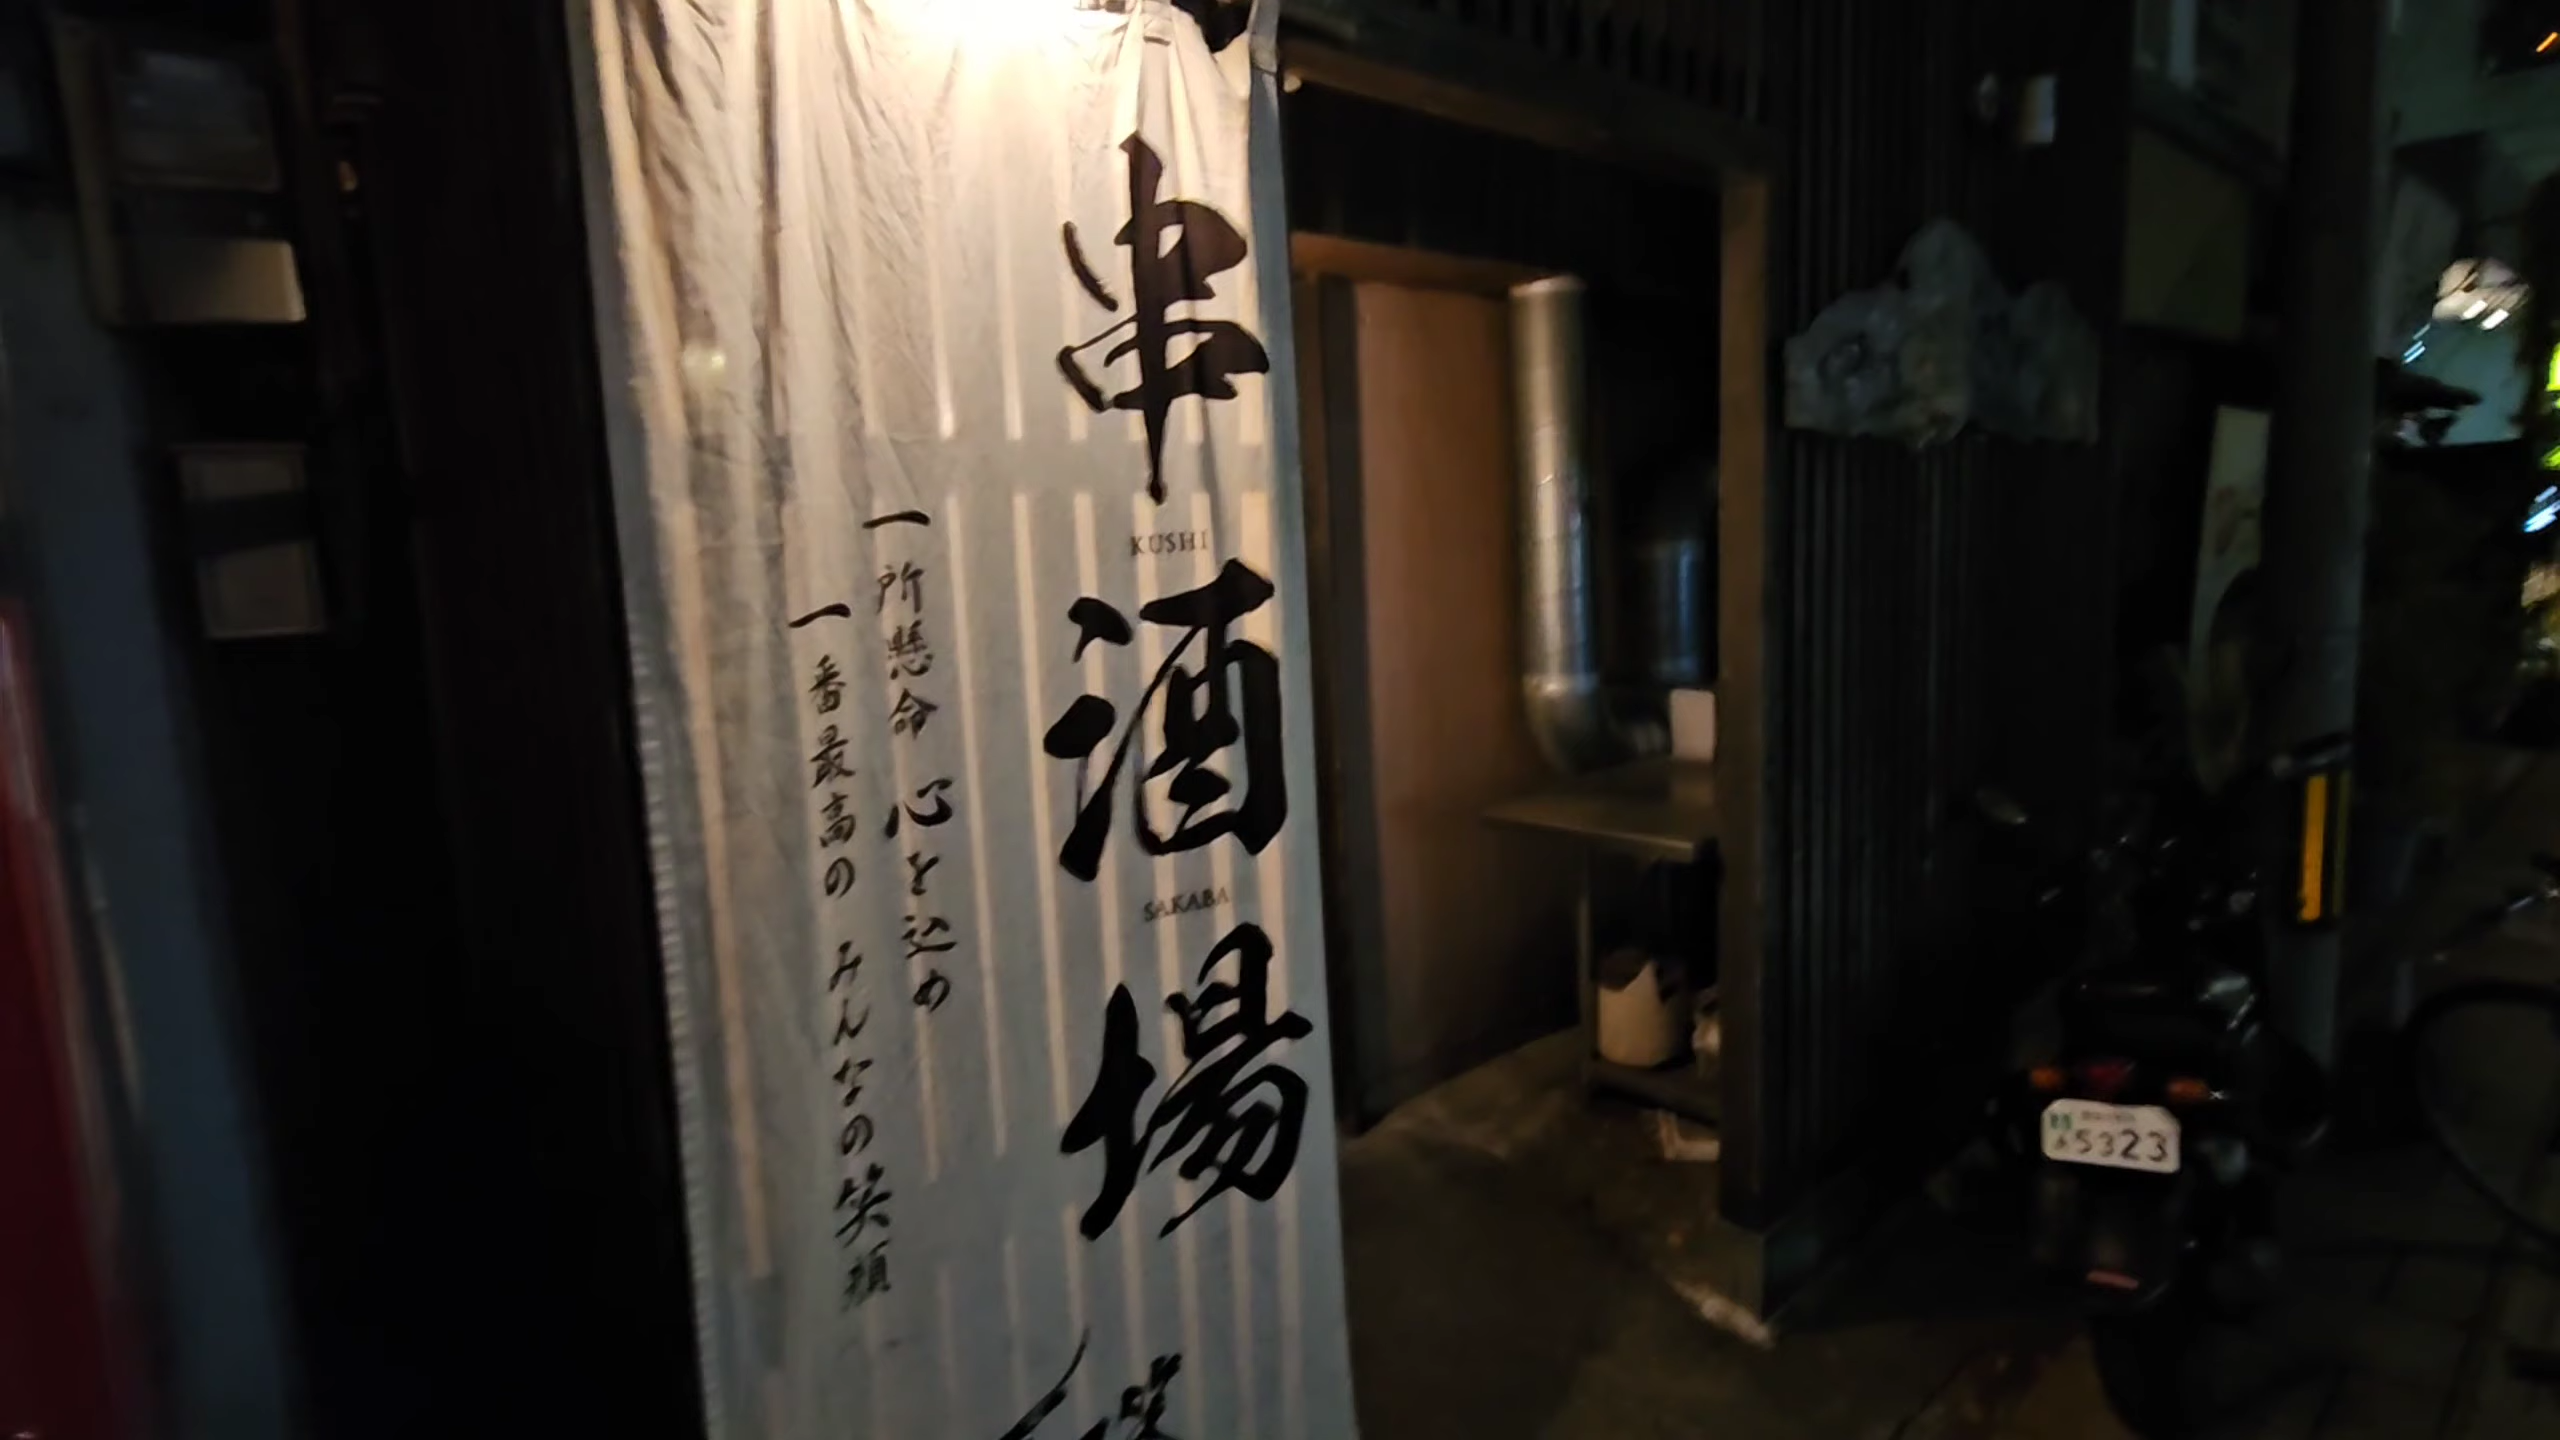 串酒場
KUSHI
SAKABA
一所懸命 心を込め
一番最高の みんなの笑顔
5323